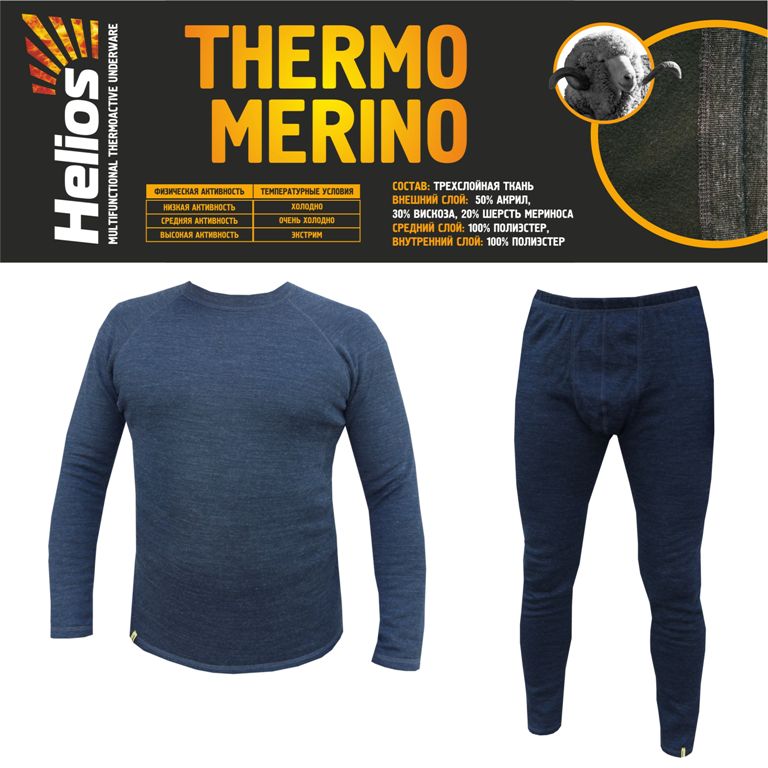 Helios
MULTIFUNCTIONAL THERMOACTIVE UNDERWARE
THERMO
MERINO
ФИЗИЧЕСКАЯ АКТИВНОСТЬ ТЕМПЕРАТУРНЫЕ УСЛОВИЯ
НИЗКАЯ АКТИВНОСТЬ ХОЛОДНО
СРЕДНЯЯ АКТИВНОСТЬ ОЧЕНЬ ХОЛОДНО
ВЫСОКАЯ АКТИВНОСТЬ ЭКСТРИМ
СОСТАВ: ТРЕХСЛОЙНАЯ ТКАНЬ
ВНЕШНИЙ СЛОЙ: 50% АКРИЛ,
30% ВИСКОЗА, 20% ШЕРСТЬ МЕРИНОСА
СРЕДНИЙ СЛОЙ: 100% ПОЛИЭСТЕР,
ВНУТРЕННИЙ СЛОЙ: 100% ПОЛИЭСТЕР